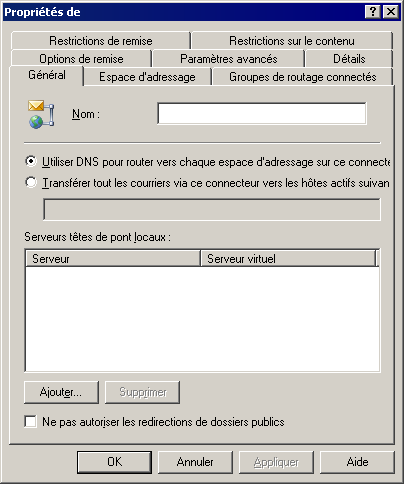 Propriétés de
Restrictions de remise
Restrictions sur le contenu
Options de remise
Paramètres avancés
Détails
Général
Espace d'adressage
Groupes de routage connectés
Nom :
Utiliser DNS pour router vers chaque espace d'adressage sur ce connecte
Transférer tout les courriers via ce connecteur vers les hôtes actifs suivan
Serveurs têtes de pont locaux :
Serveur
Serveur virtuel
Ajouter...
Supprimer
Ne pas autoriser les redirections de dossiers publics
OK
Annuler
Appliquer
Aide